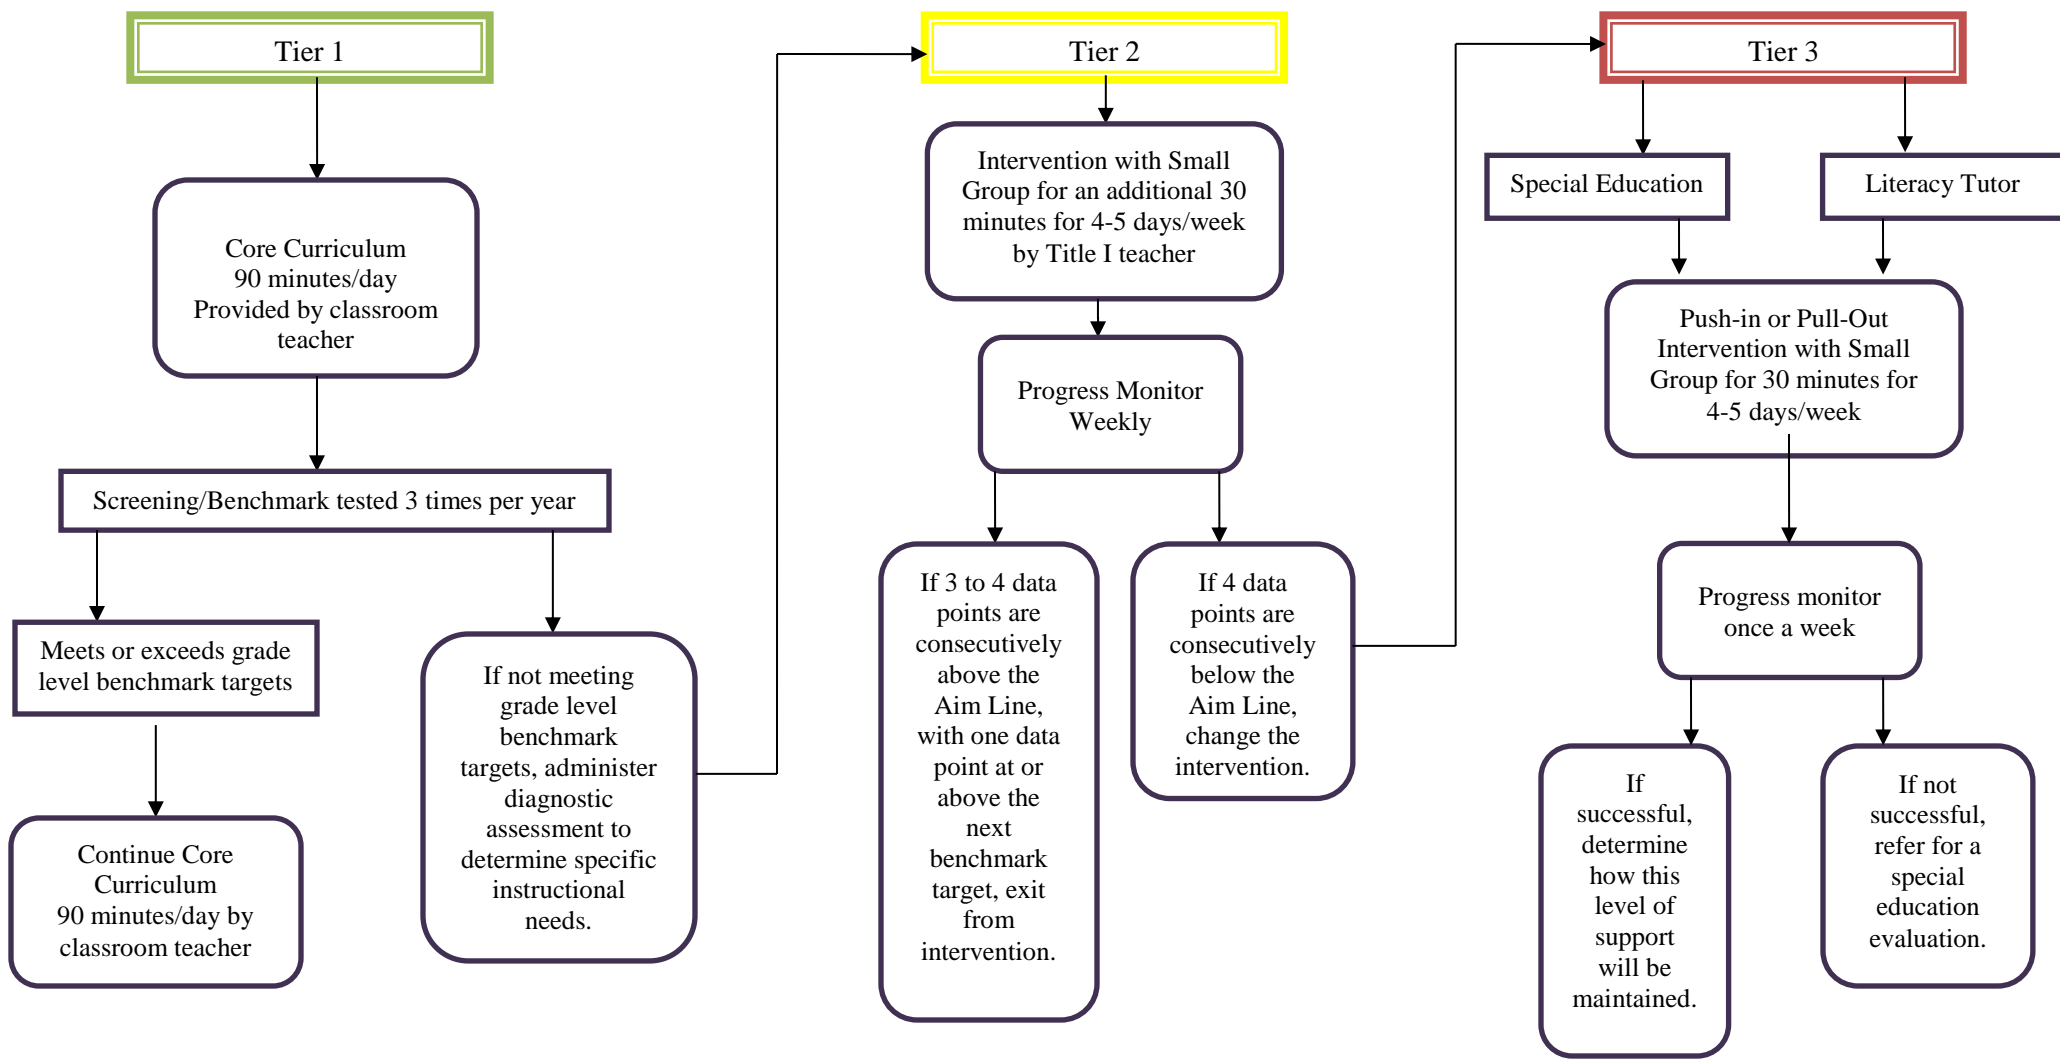 Tier 1
Core Curriculum
90 minutes/day
Provided by classroom
teacher
Screening/Benchmark tested 3 times per year
Meets or exceeds grade
level benchmark targets
Continue Core
Curriculum
90 minutes/day by
classroom teacher
If not meeting
grade level
benchmark
targets, administer
diagnostic
assessment to
determine specific
instructional
needs.
Tier 2
Intervention with Small
Group for an additional 30
minutes for 4-5 days/week
by Title I teacher
Progress Monitor
Weekly
If 3 to 4 data
points are
consecutively
above the
Aim Line,
with one data
point at or
above the
next
benchmark
target, exit
from
intervention.
If 4 data
points are
consecutively
below the
Aim Line,
change the
intervention.
Tier 3
Special Education
Literacy Tutor
Push-in or Pull-Out
Intervention with Small
Group for 30 minutes for
4-5 days/week
Progress monitor
once a week
If
successful,
determine
how this
level of
support
will be
maintained.
If not
successful,
refer for a
special
education
evaluation.